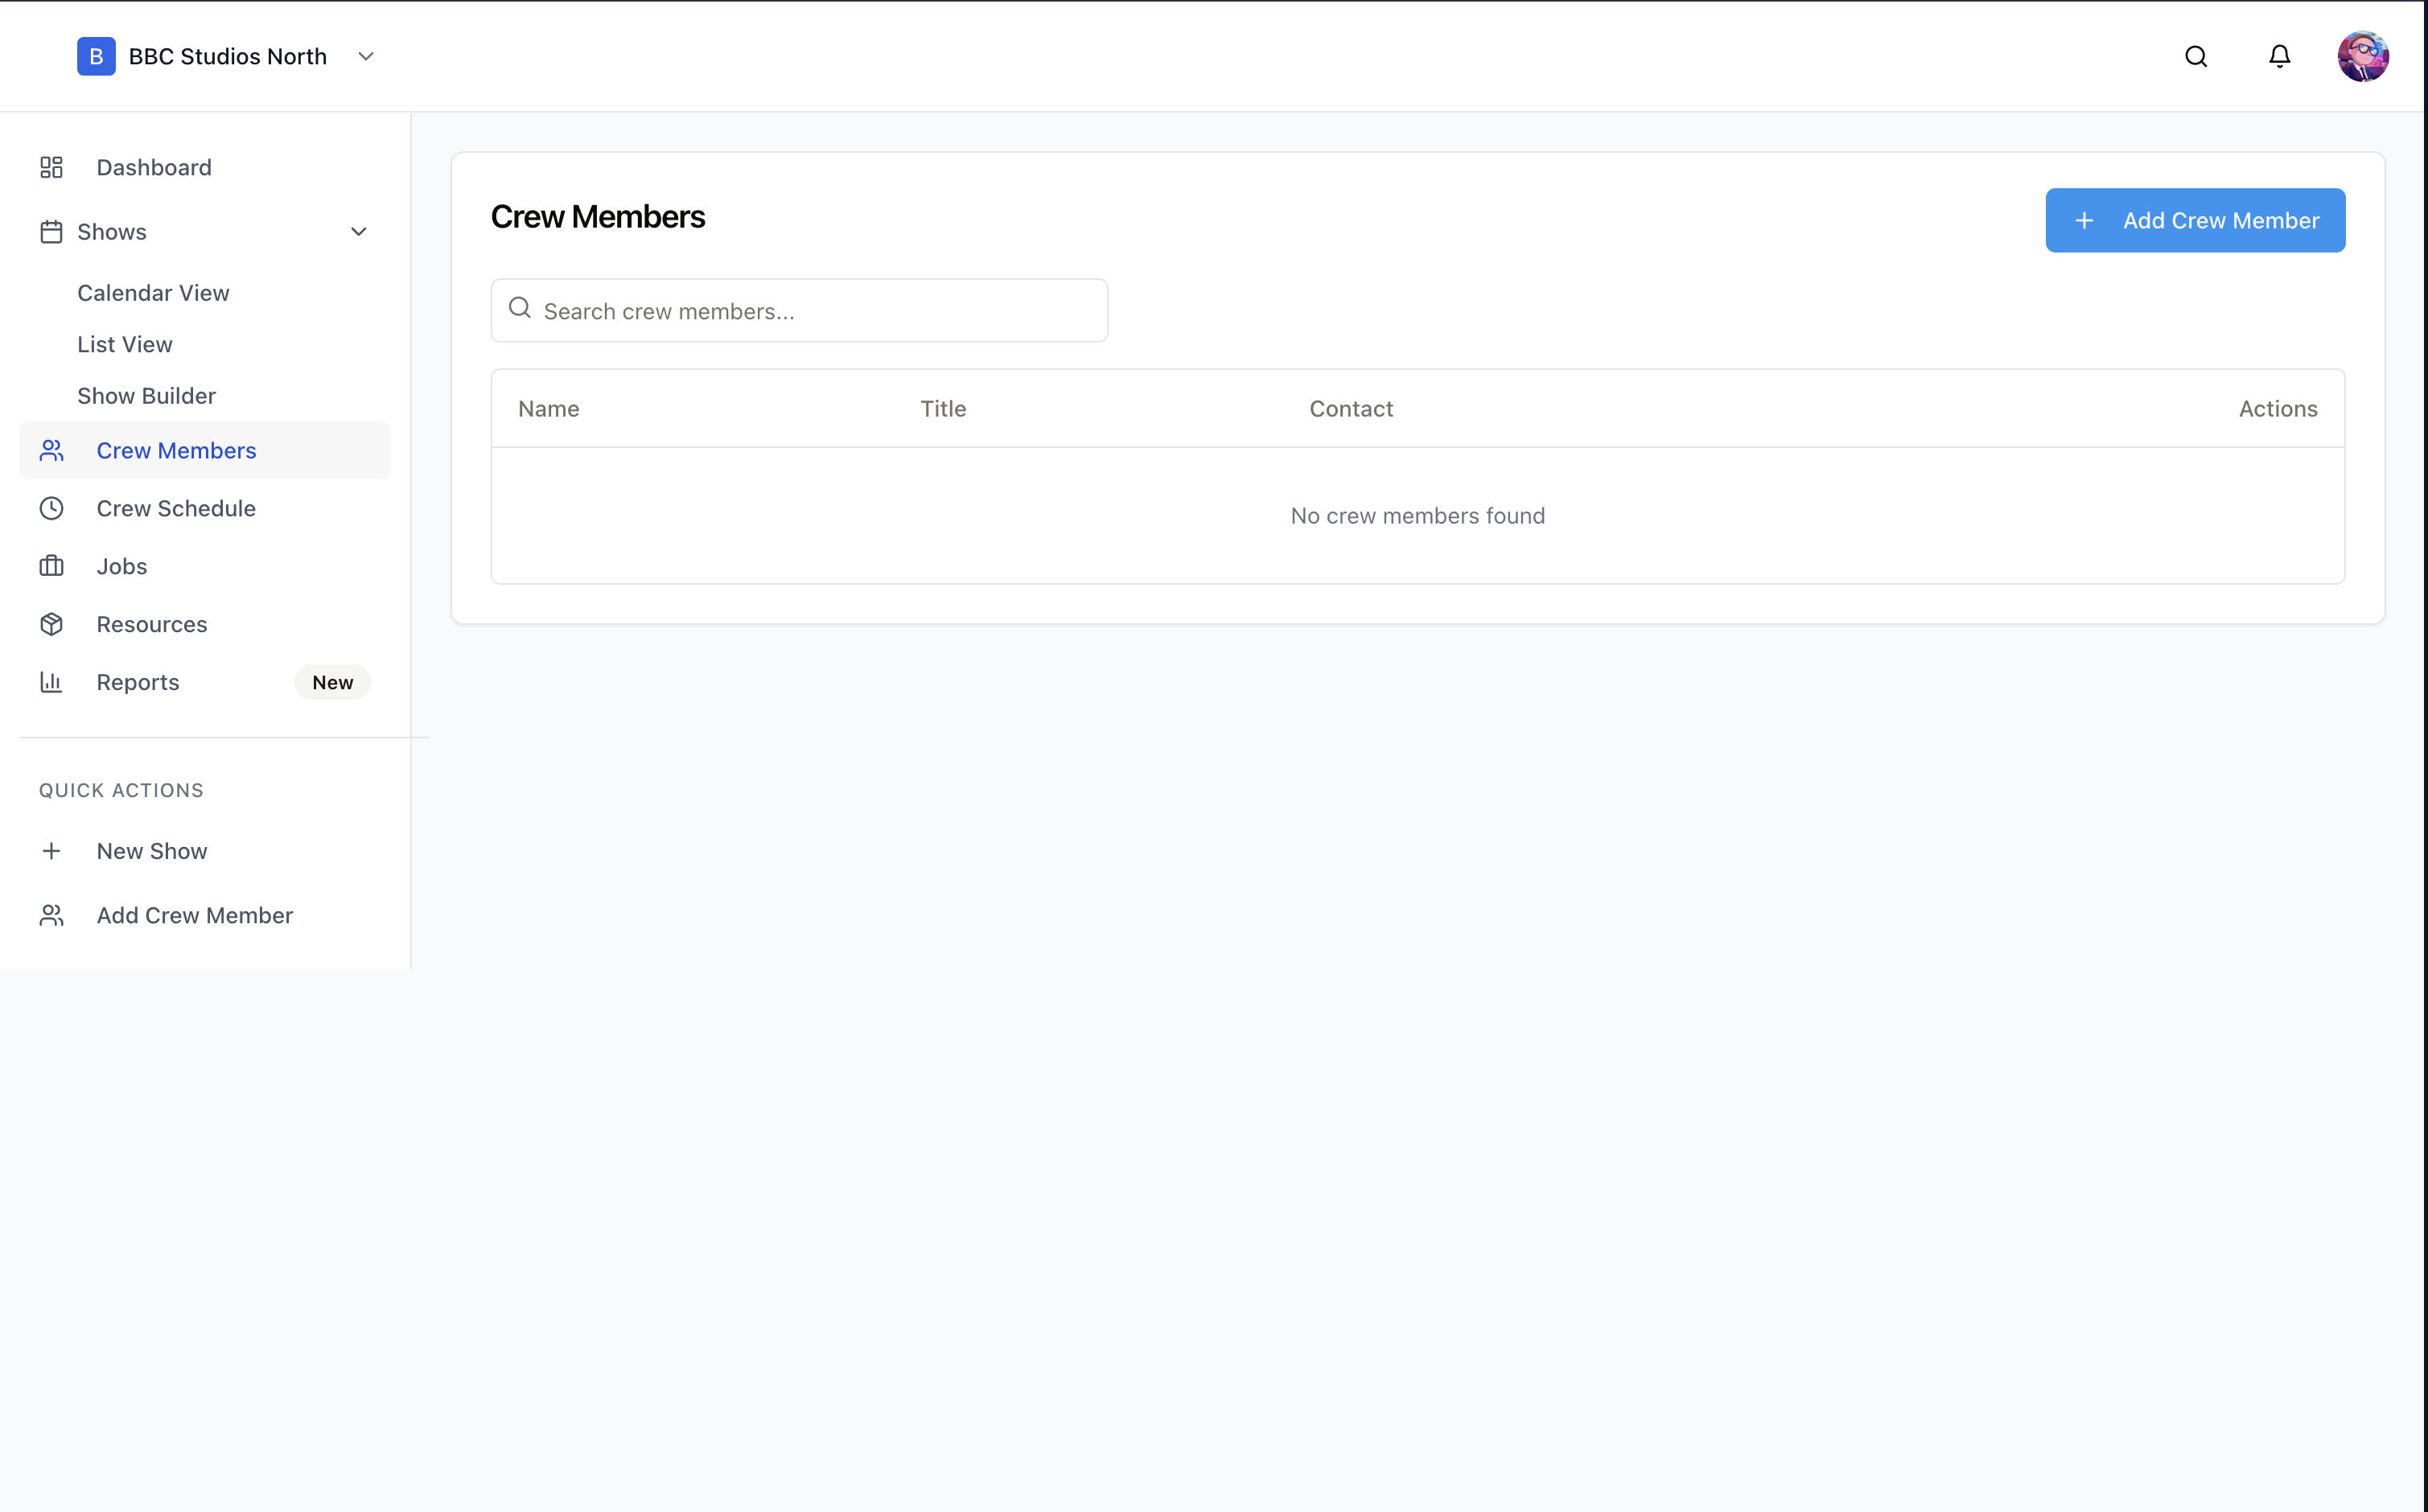 B BBC Studios North
Dashboard
Shows
Calendar View
List View
Show Builder
Crew Members
Crew Schedule
Jobs
Resources
Reports New
QUICK ACTIONS
New Show
Add Crew Member
Crew Members
Add Crew Member
Search crew members...
Name Title Contact Actions
No crew members found